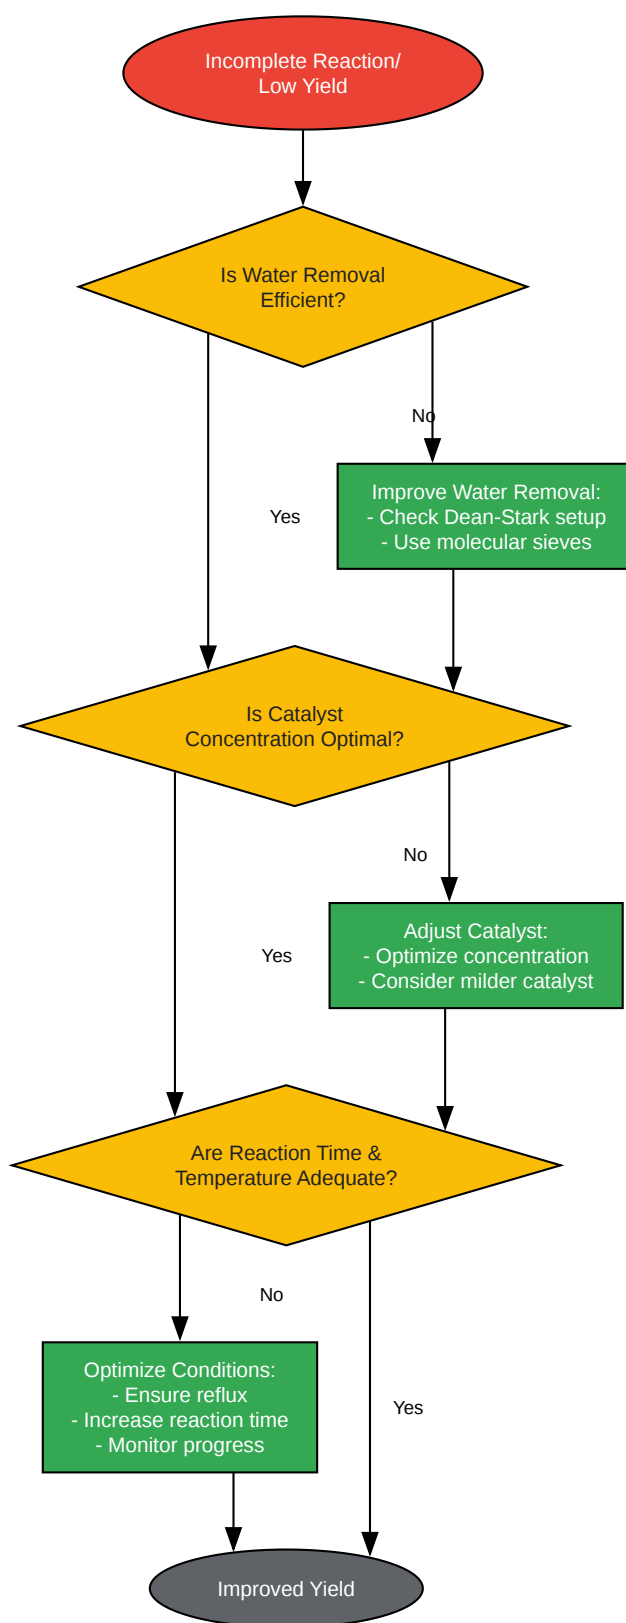 Incomplete Reaction/
Low Yield
Is Water Removal
Efficient?
No
Improve Water Removal:
- Check Dean-Stark setup
- Use molecular sieves
Yes
Is Catalyst
Concentration Optimal?
No
Adjust Catalyst:
- Optimize concentration
- Consider milder catalyst
Yes
Are Reaction Time &
Temperature Adequate?
No
Optimize Conditions:
- Ensure reflux
- Increase reaction time
- Monitor progress
Yes
Improved Yield